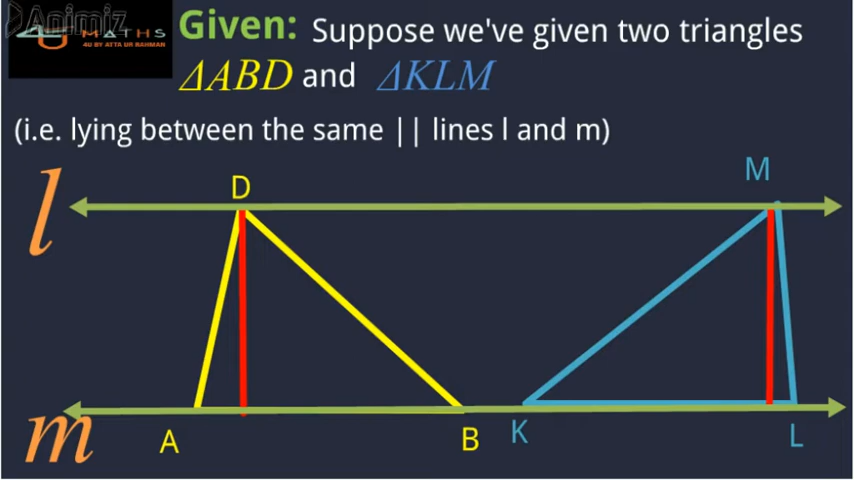 Animiz
4U MATHS
4U BY ATTA UR RAHMAN
Given: Suppose we've given two triangles
ΔABD and ΔKLM
(i.e. lying between the same || lines l and m)
M
D
l
m
A
B
K
L